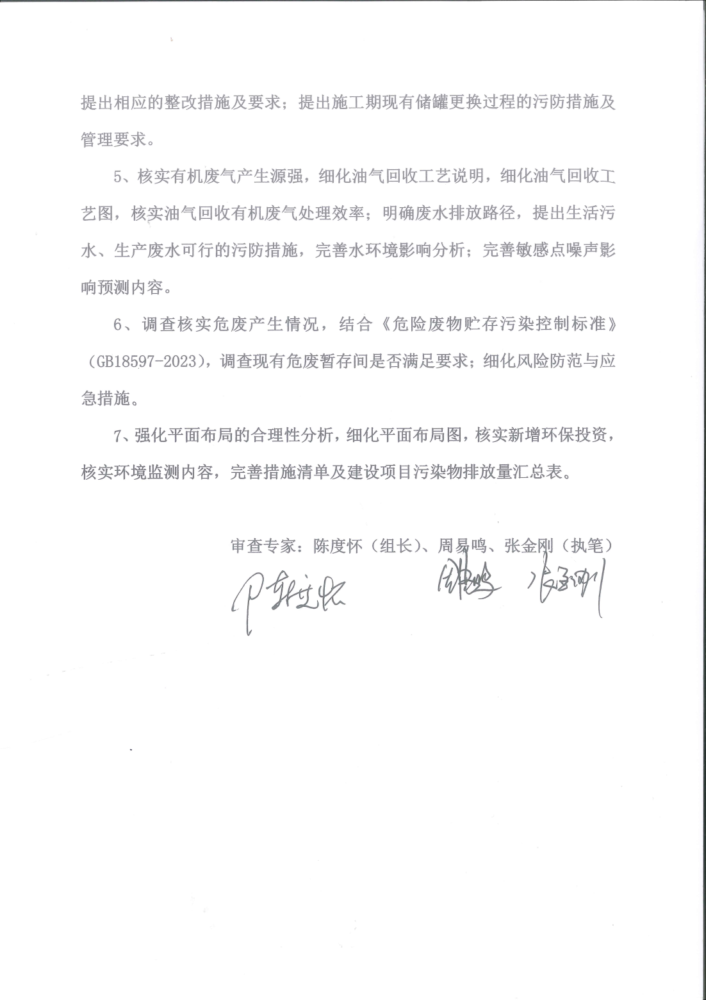 提出相应的整改措施及要求；提出施工期现有储罐更换过程的污防措施及
管理要求。
5、核实有机废气产生源强，细化油气回收工艺说明，细化油气回收工
艺图，核实油气回收有机废气处理效率；明确废水排放路径，提出生活污
水、生产废水可行的污防措施，完善水环境影响分析；完善敏感点噪声影
响预测内容。
6、调查核实危废产生情况，结合《危险废物贮存污染控制标准》
（GB18597-2023），调查现有危废暂存间是否满足要求；细化风险防范与应
急措施。
7、强化平面布局的合理性分析，细化平面布局图，核实新增环保投资，
核实环境监测内容，完善措施清单及建设项目污染物排放量汇总表。
审查专家：陈度怀（组长）、周易鸣、张金刚（执笔）
陈度怀 周易鸣 张金刚